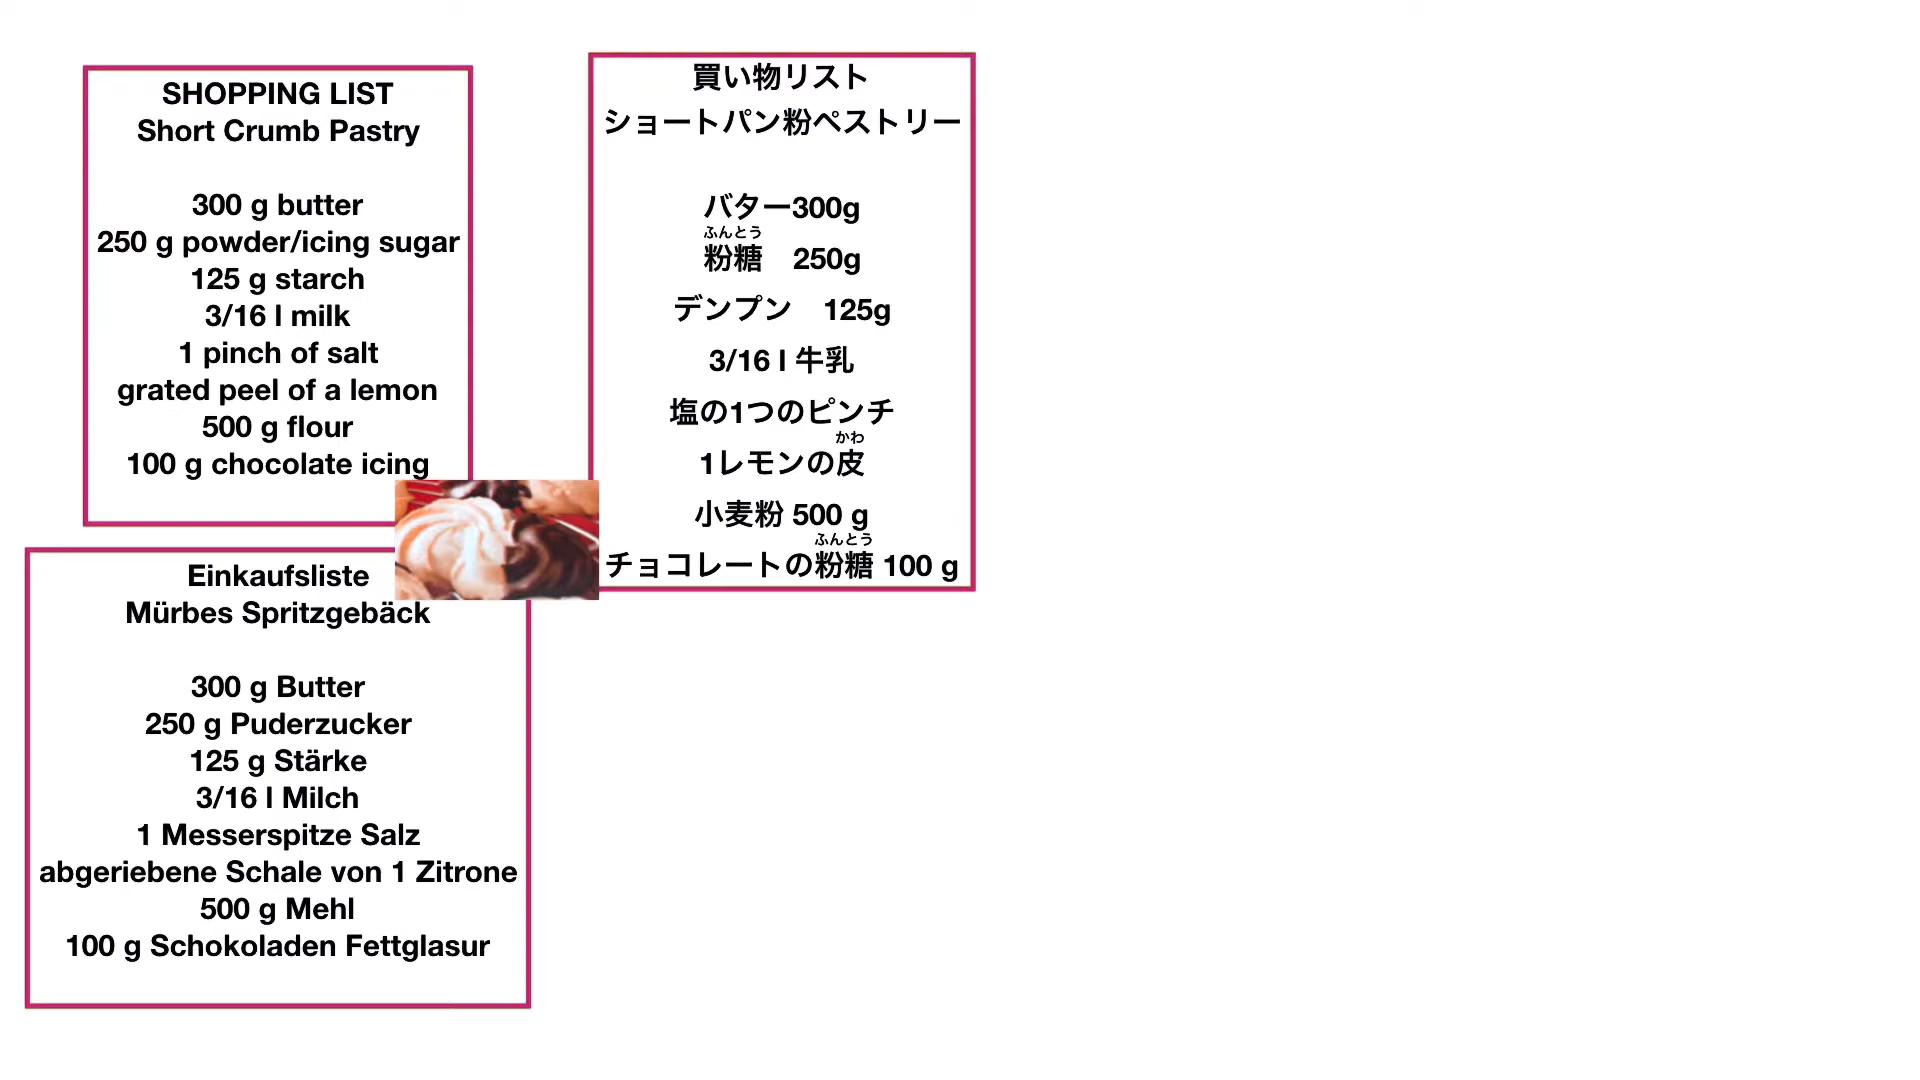 SHOPPING LIST
Short Crumb Pastry
300 g butter
250 g powder/icing sugar
125 g starch
3/16 l milk
1 pinch of salt
grated peel of a lemon
500 g flour
100 g chocolate icing
Einkaufsliste
Mürbes Spritzgebäck
300 g Butter
250 g Puderzucker
125 g Stärke
3/16 l Milch
1 Messerspitze Salz
abgeriebene Schale von 1 Zitrone
500 g Mehl
100 g Schokoladen Fettglasur
買い物リスト
ショートパン粉ペストリー
バター300g
ふんとう
粉糖　250g
デンプン　125g
3/16 l 牛乳
塩の1つのピンチ
かわ
1レモンの皮
小麦粉 500 g
ふんとう
チョコレートの粉糖 100 g